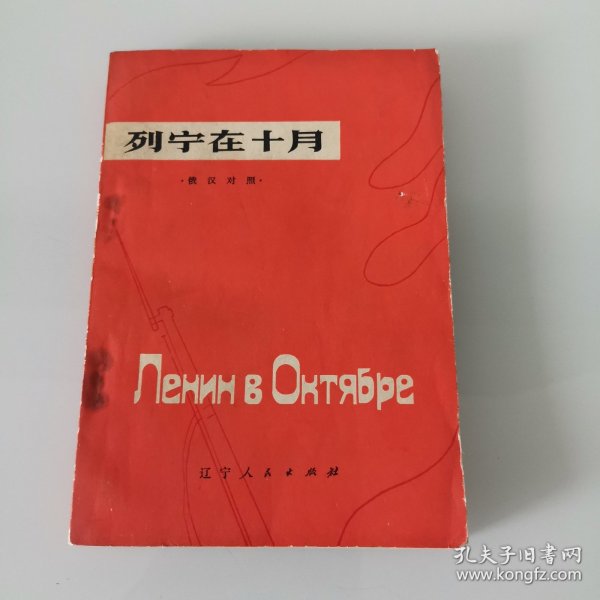 列宁在十月
·俄汉对照·
Ленин в Октябре
辽宁人民出版社
孔夫子旧書网
www.kongfz.com